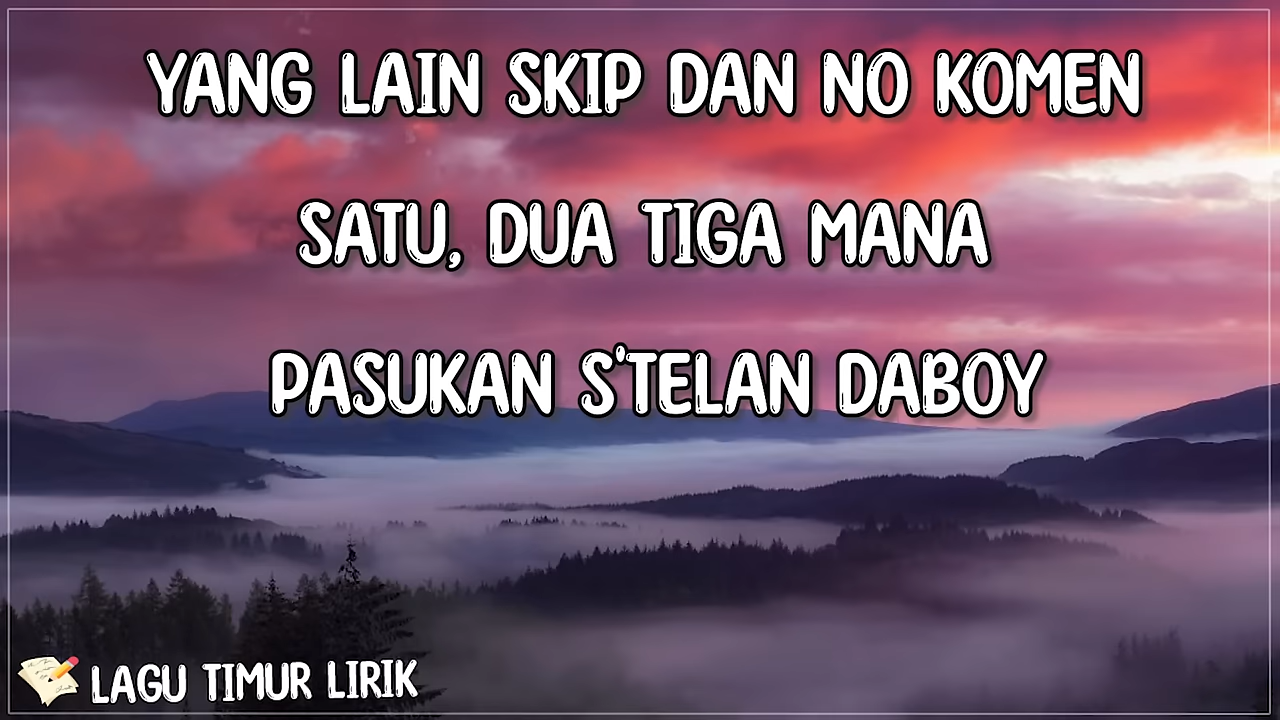 YANG LAIN SKIP DAN NO KOMEN
SATU, DUA TIGA MANA
PASUKAN S'TELAN DABOY
LAGU TIMUR LIRIK